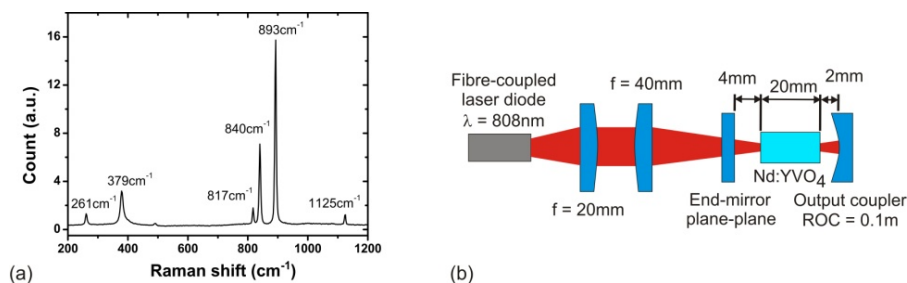 893cm-1
16
12
8
4
0
Count (a.u.)
840cm-1
379cm-1
261cm-1
817cm-1
1125cm-1
200 400 600 800 1000 1200
Raman shift (cm-1)
(a)
Fibre-coupled
laser diode
λ = 808nm
f = 20mm
f = 40mm
4mm
20mm
2mm
Nd:YVO4
End-mirror
plane-plane
Output coupler
ROC = 0.1m
(b)